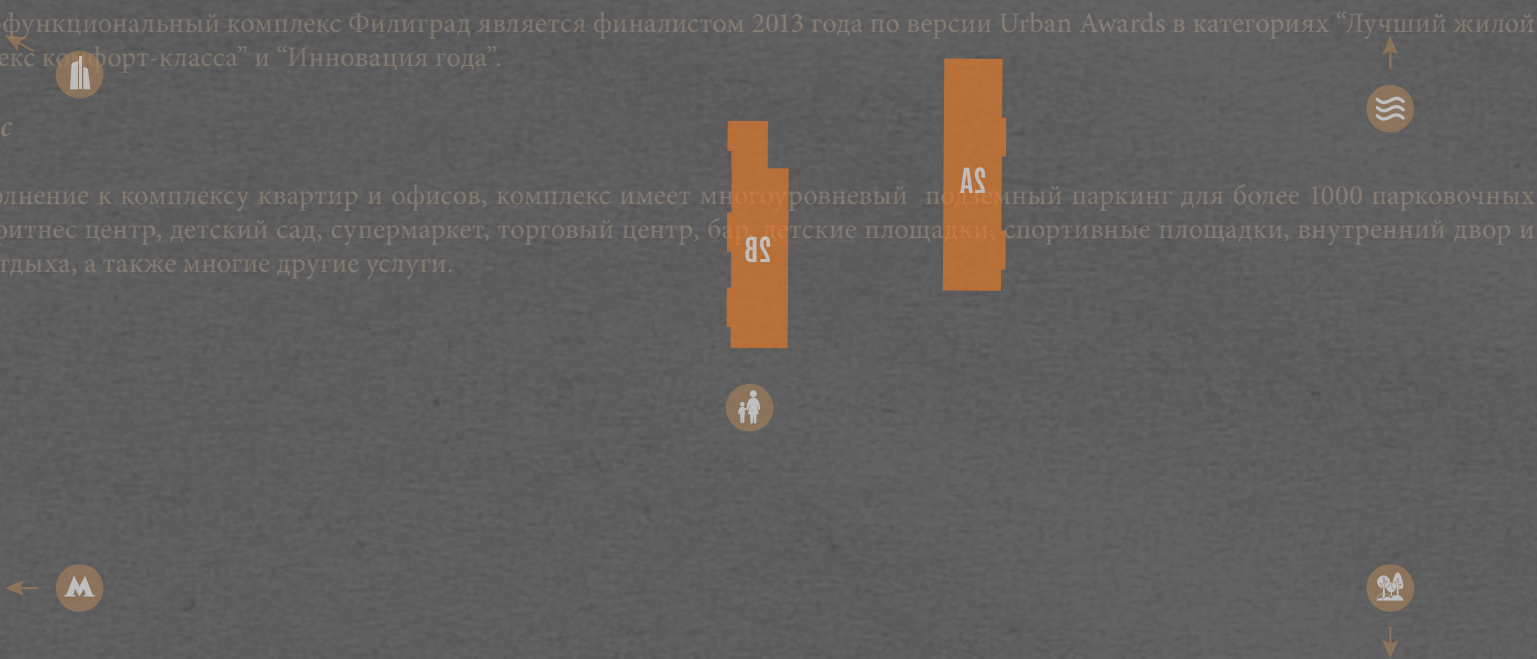 функциональный комплекс Филиград является финалистом 2013 года по версии Urban Awards в категориях “Лучший жилой
екс комфорт-класса” и “Инновация года”.
с
2A
олнение к комплексу квартир и офисов, комплекс имеет многоуровневый подземный паркинг для более 1000 парковочных
фитнес центр, детский сад, супермаркет, торговый центр, бар, детские площадки, спортивные площадки, внутренний двор и
2B
тдыха, а также многие другие услуги.
М